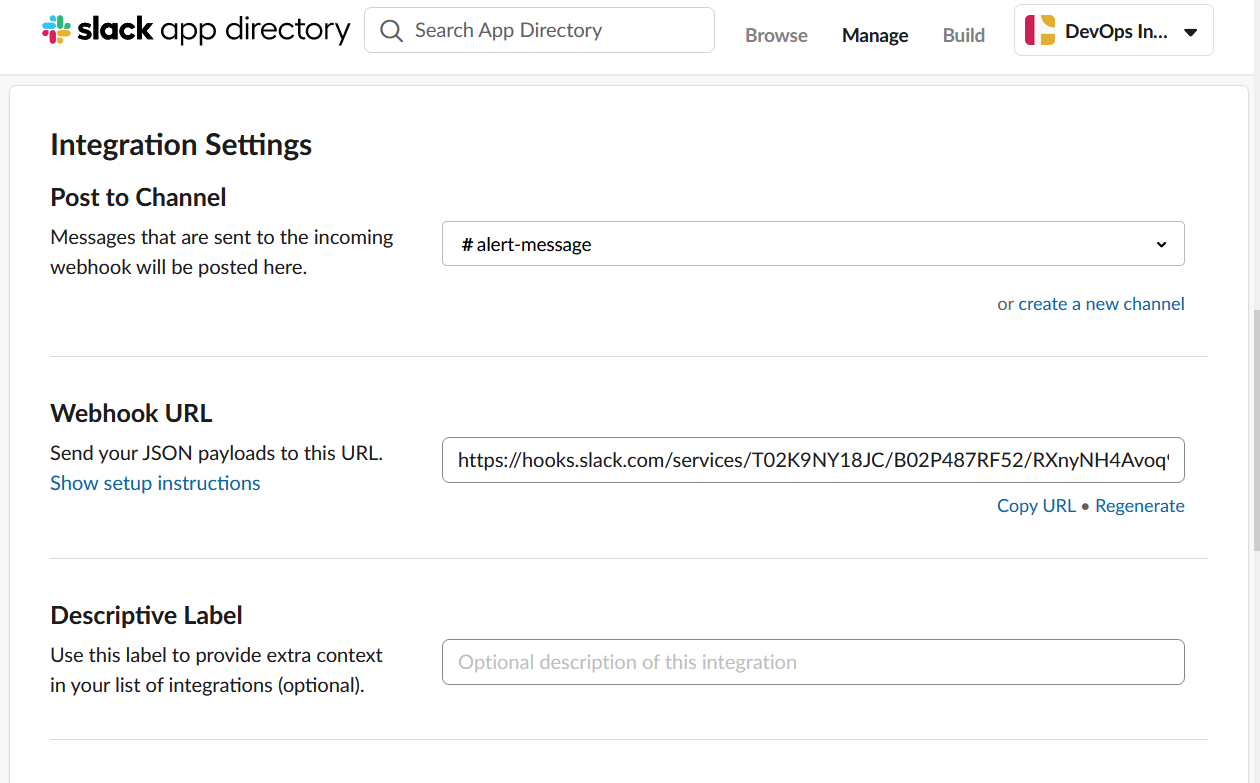 slack app directory
Search App Directory
Browse
Manage
Build
DevOps In...
Integration Settings
Post to Channel
Messages that are sent to the incoming
webhook will be posted here.
# alert-message
or create a new channel
Webhook URL
Send your JSON payloads to this URL.
Show setup instructions
https://hooks.slack.com/services/T02K9NY18JC/B02P487RF52/RXnyNH4Avoq
Copy URL • Regenerate
Descriptive Label
Use this label to provide extra context
in your list of integrations (optional).
Optional description of this integration